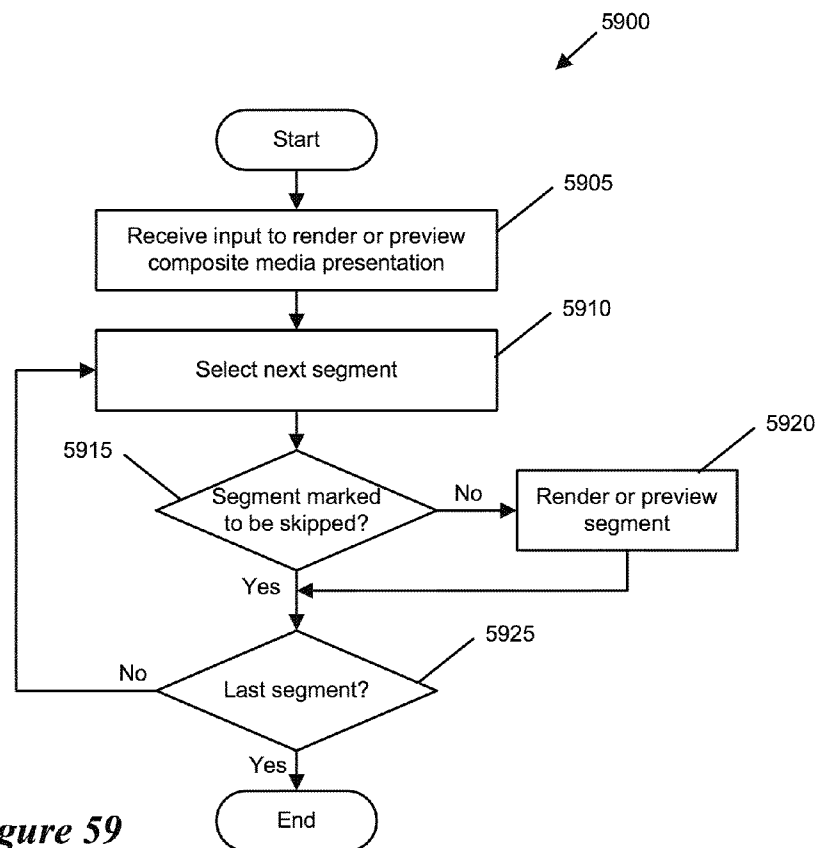 5900
Start
5905
Receive input to render or preview
composite media presentation
5910
Select next segment
5915
Segment marked
to be skipped?
No
5920
Render or preview
segment
Yes
5925
No
Last segment?
Yes
End
gure 59